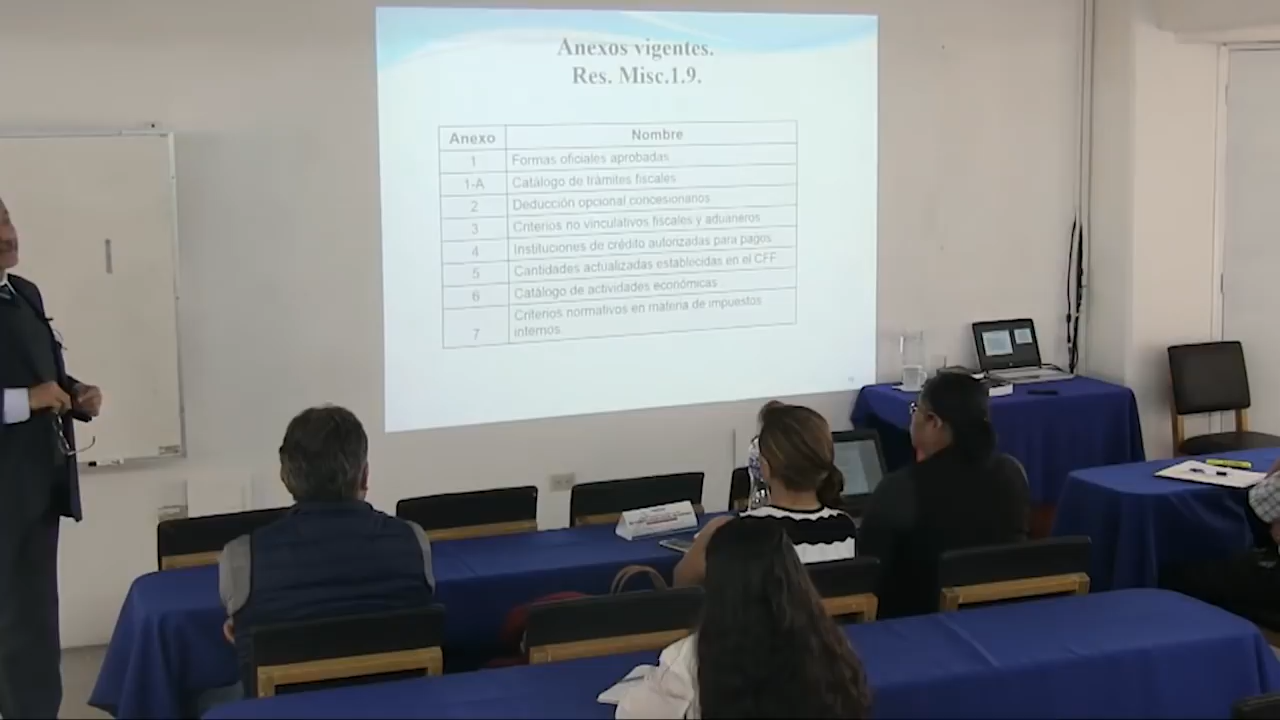 Anexos vigentes.
Res. Misc.1.9.
Anexo Nombre
1 Formas oficiales aprobadas
1-A Catálogo de trámites fiscales
2 Deducción opcional concesionarios
3 Criterios no vinculativos fiscales y aduaneros
4 Instituciones de crédito autorizadas para pagos
5 Cantidades actualizadas establecidas en el CFF
6 Catálogo de actividades económicas
7 Criterios normativos en materia de impuestos
internos